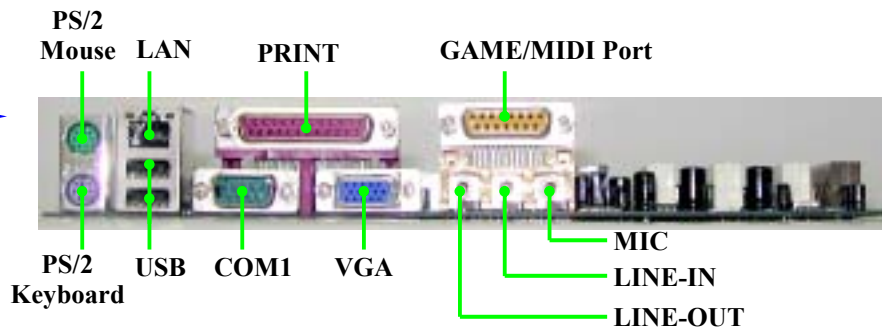 PS/2
Mouse
LAN
PRINT
GAME/MIDI Port
PS/2
Keyboard
USB
COM1
VGA
MIC
LINE-IN
LINE-OUT